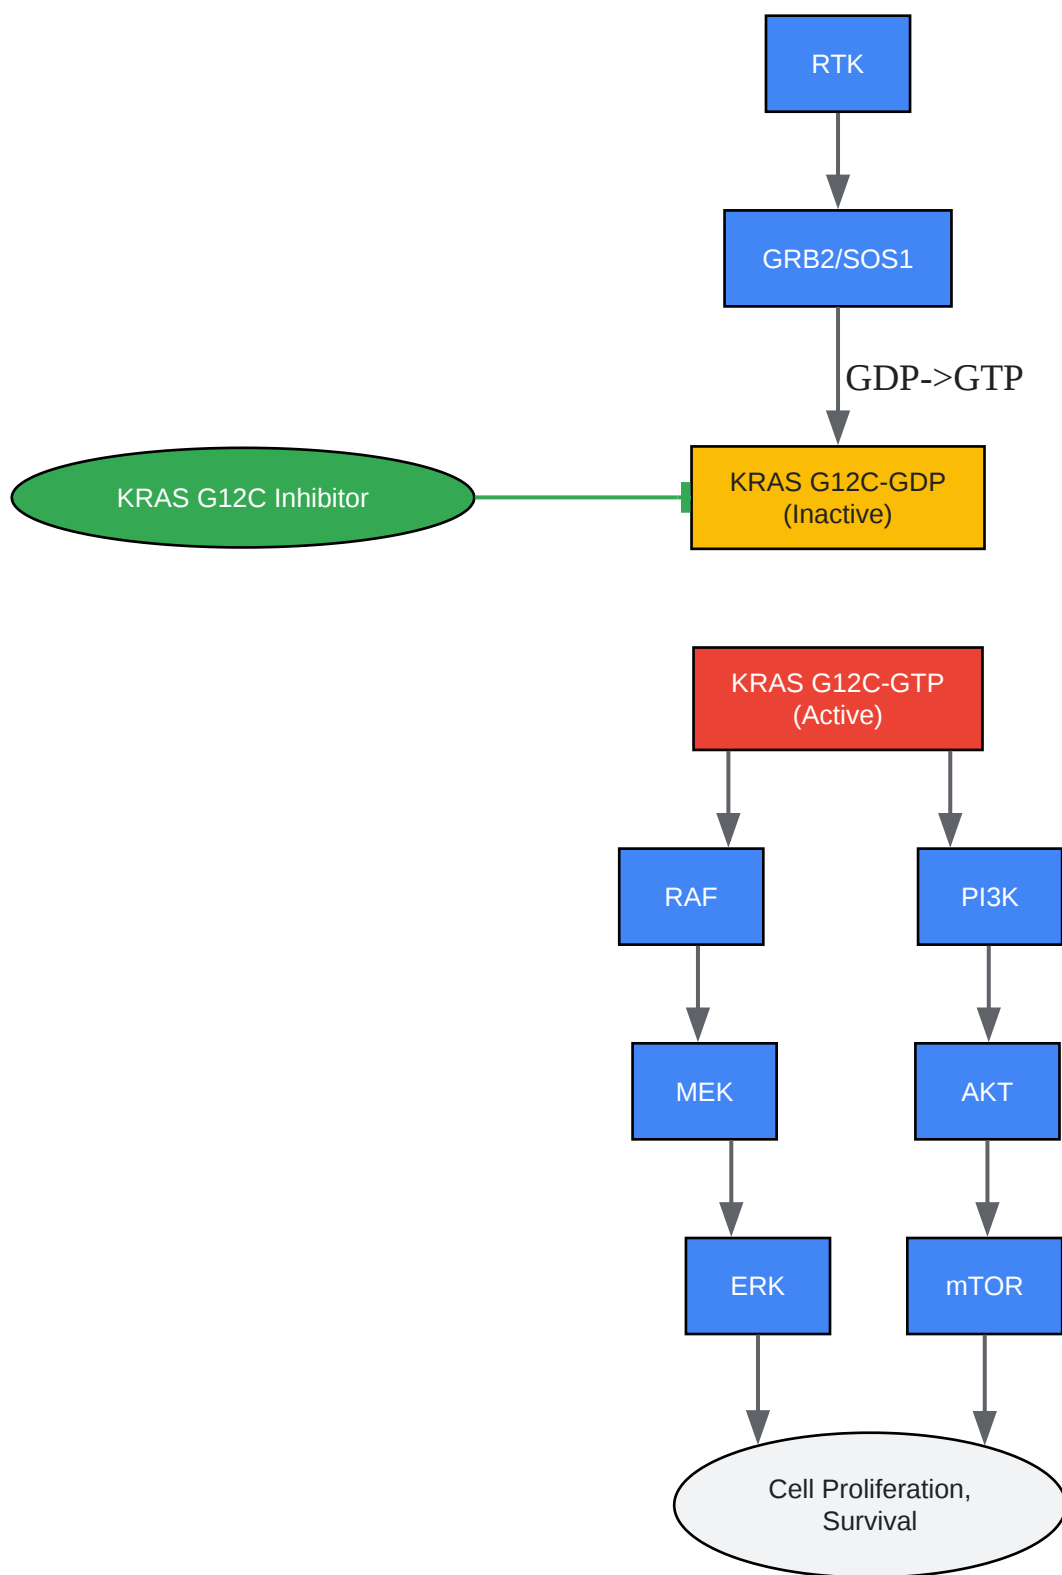 RTK
GRB2/SOS1
GDP->GTP
KRAS G12C Inhibitor
KRAS G12C-GDP
(Inactive)
KRAS G12C-GTP
(Active)
RAF
PI3K
MEK
AKT
ERK
mTOR
Cell Proliferation,
Survival